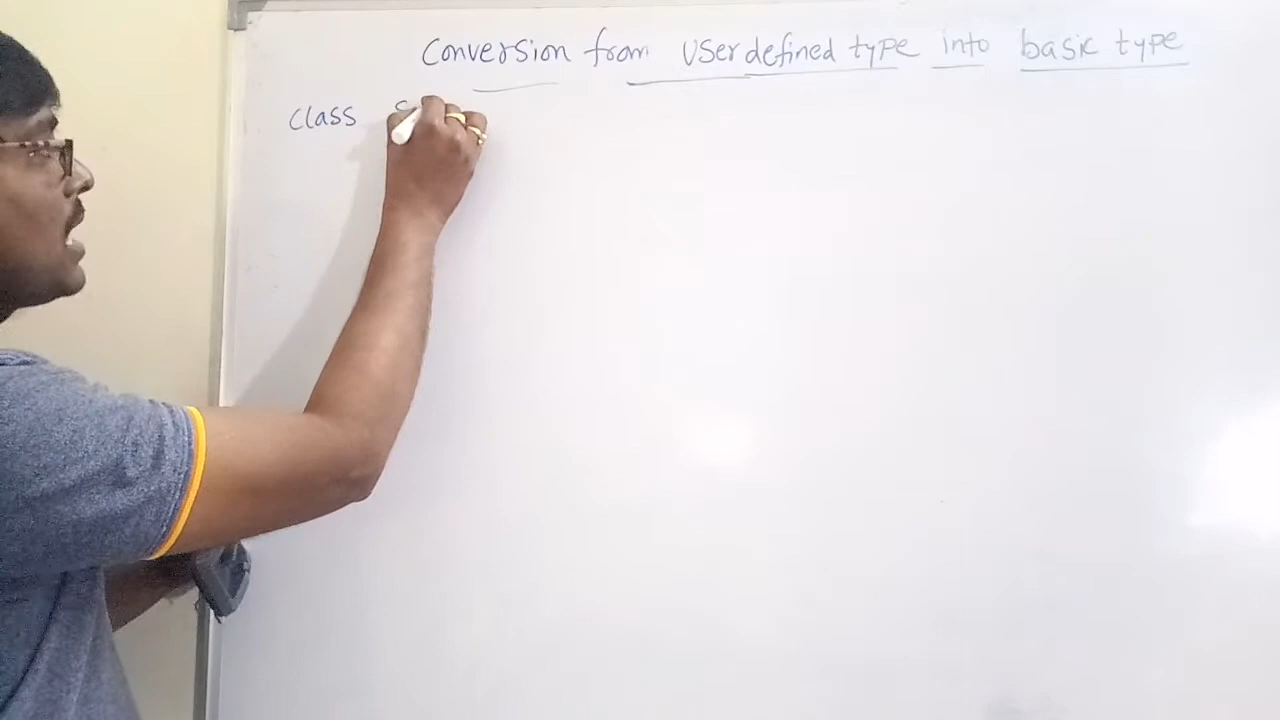 Conversion from Userdefined type into basic type
class